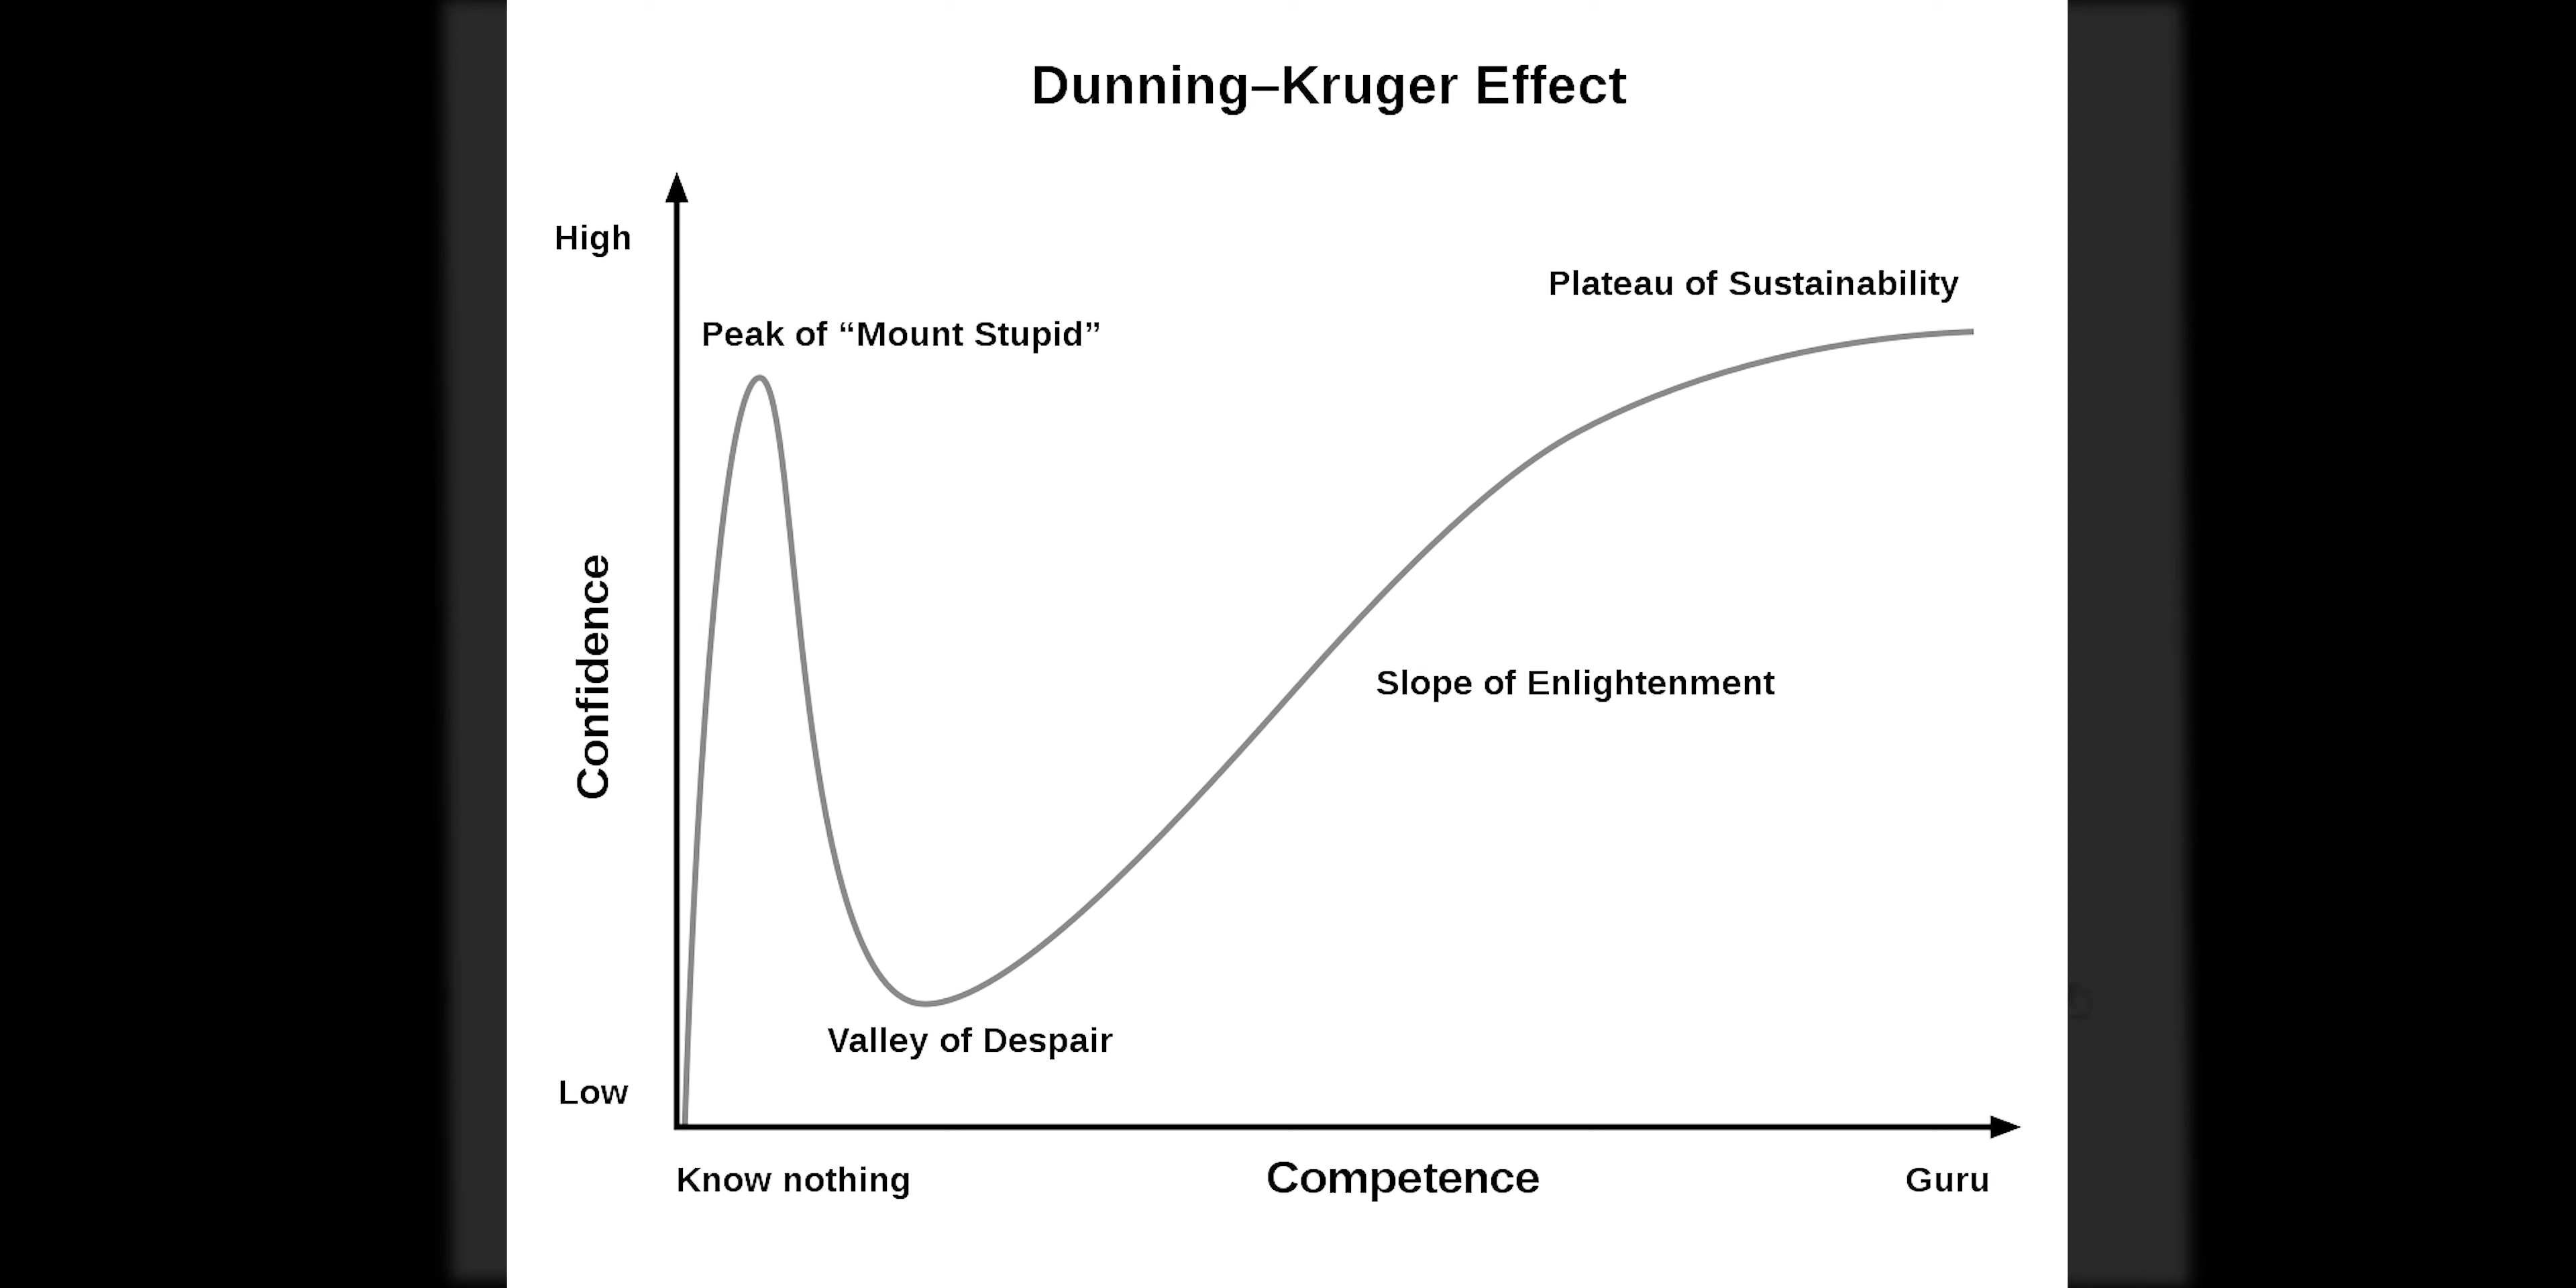 Dunning–Kruger Effect
High
Plateau of Sustainability
Peak of “Mount Stupid”
Confidence
Slope of Enlightenment
Valley of Despair
Low
Know nothing
Competence
Guru